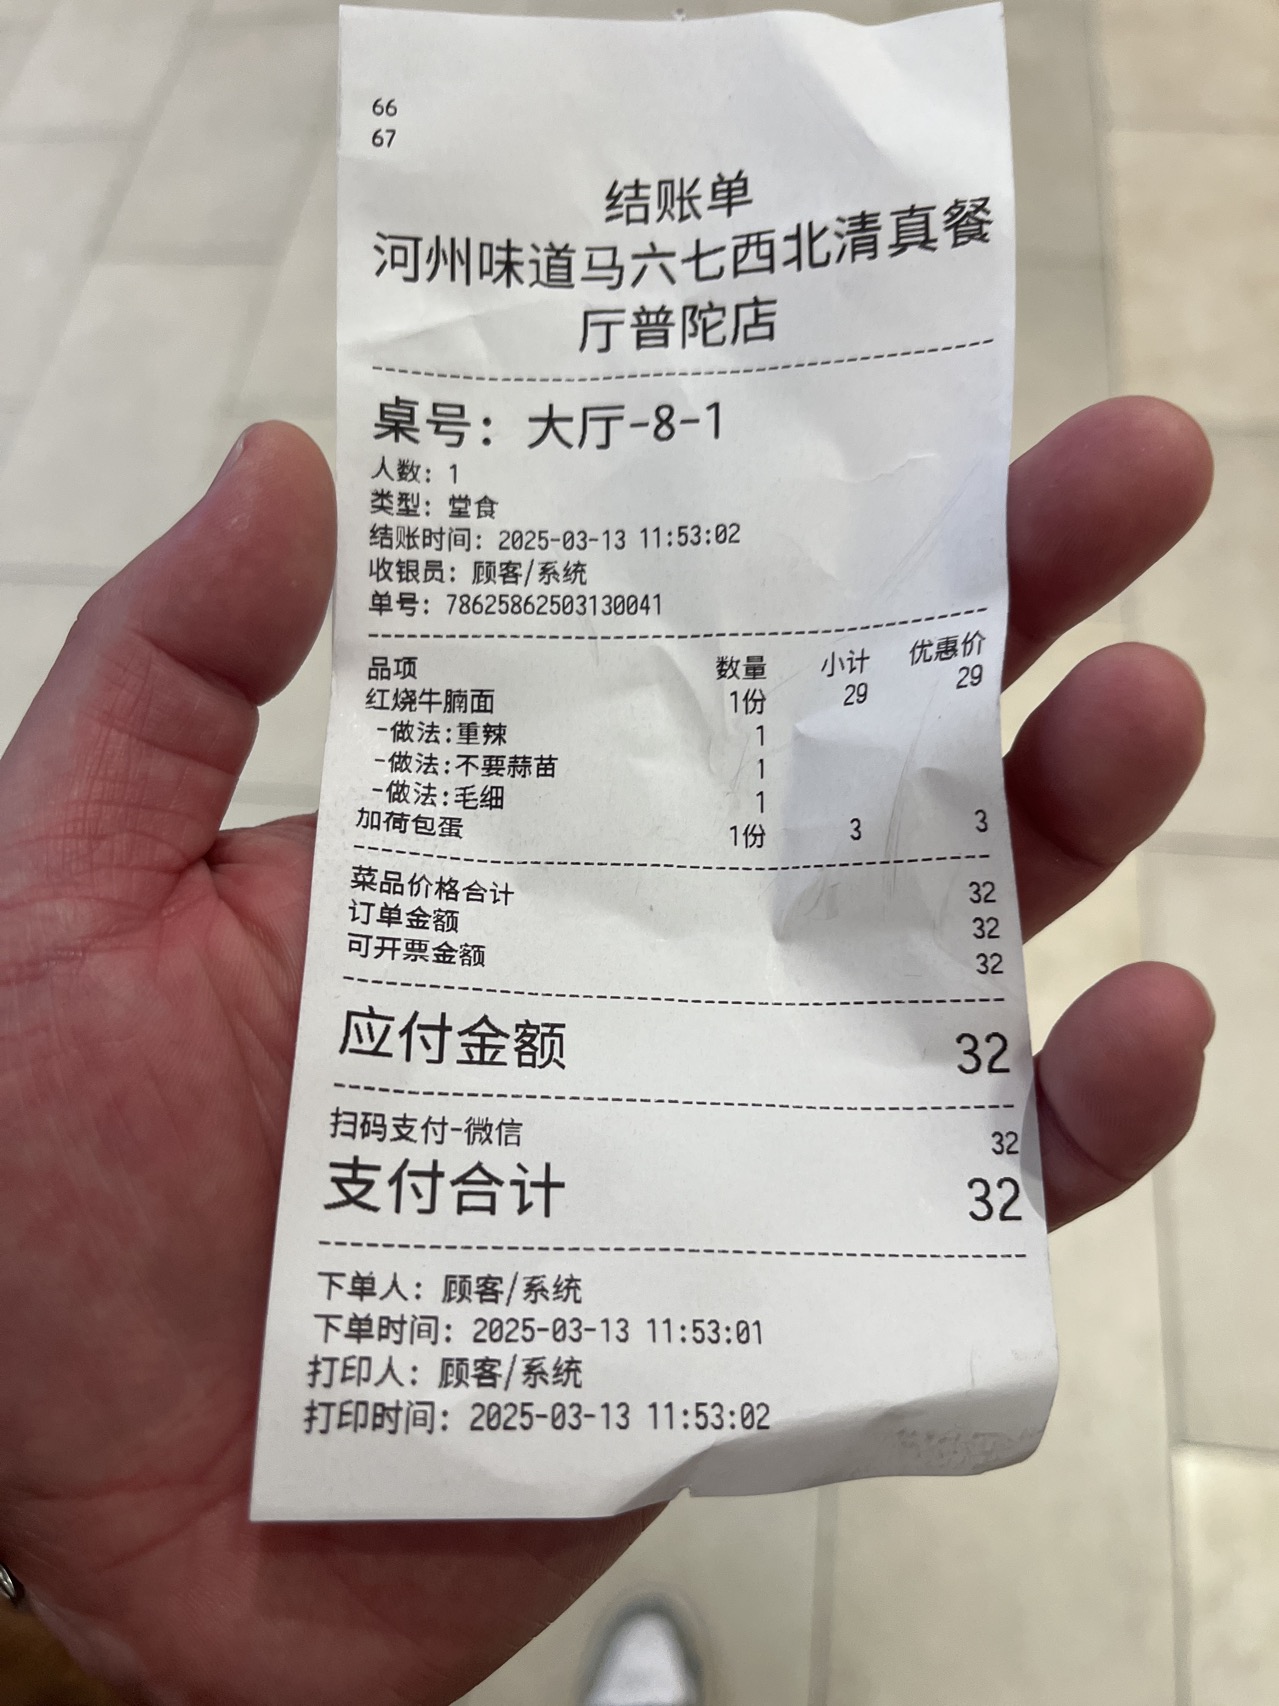 66
67
结账单
河州味道马六七西北清真餐
厅普陀店
桌号：大厅-8-1
人数：1
类型：堂食
结账时间：2025-03-13 11:53:02
收银员：顾客/系统
单号：78625862503130041
品项 数量 小计 优惠价
红烧牛腩面 1份 29 29
-做法:重辣 1
-做法:不要蒜苗 1
-做法:毛细 1
加荷包蛋 1份 3 3
菜品价格合计 32
订单金额 32
可开票金额 32
应付金额 32
扫码支付-微信 32
支付合计 32
下单人：顾客/系统
下单时间：2025-03-13 11:53:01
打印人：顾客/系统
打印时间：2025-03-13 11:53:02